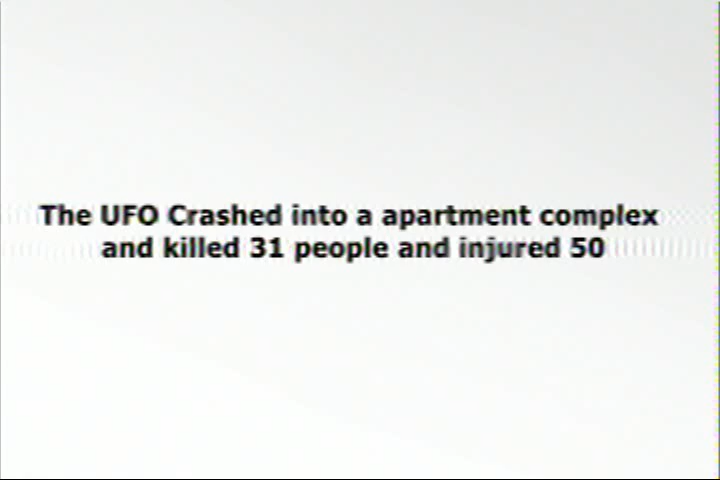 The UFO Crashed into a apartment complex
and killed 31 people and injured 50